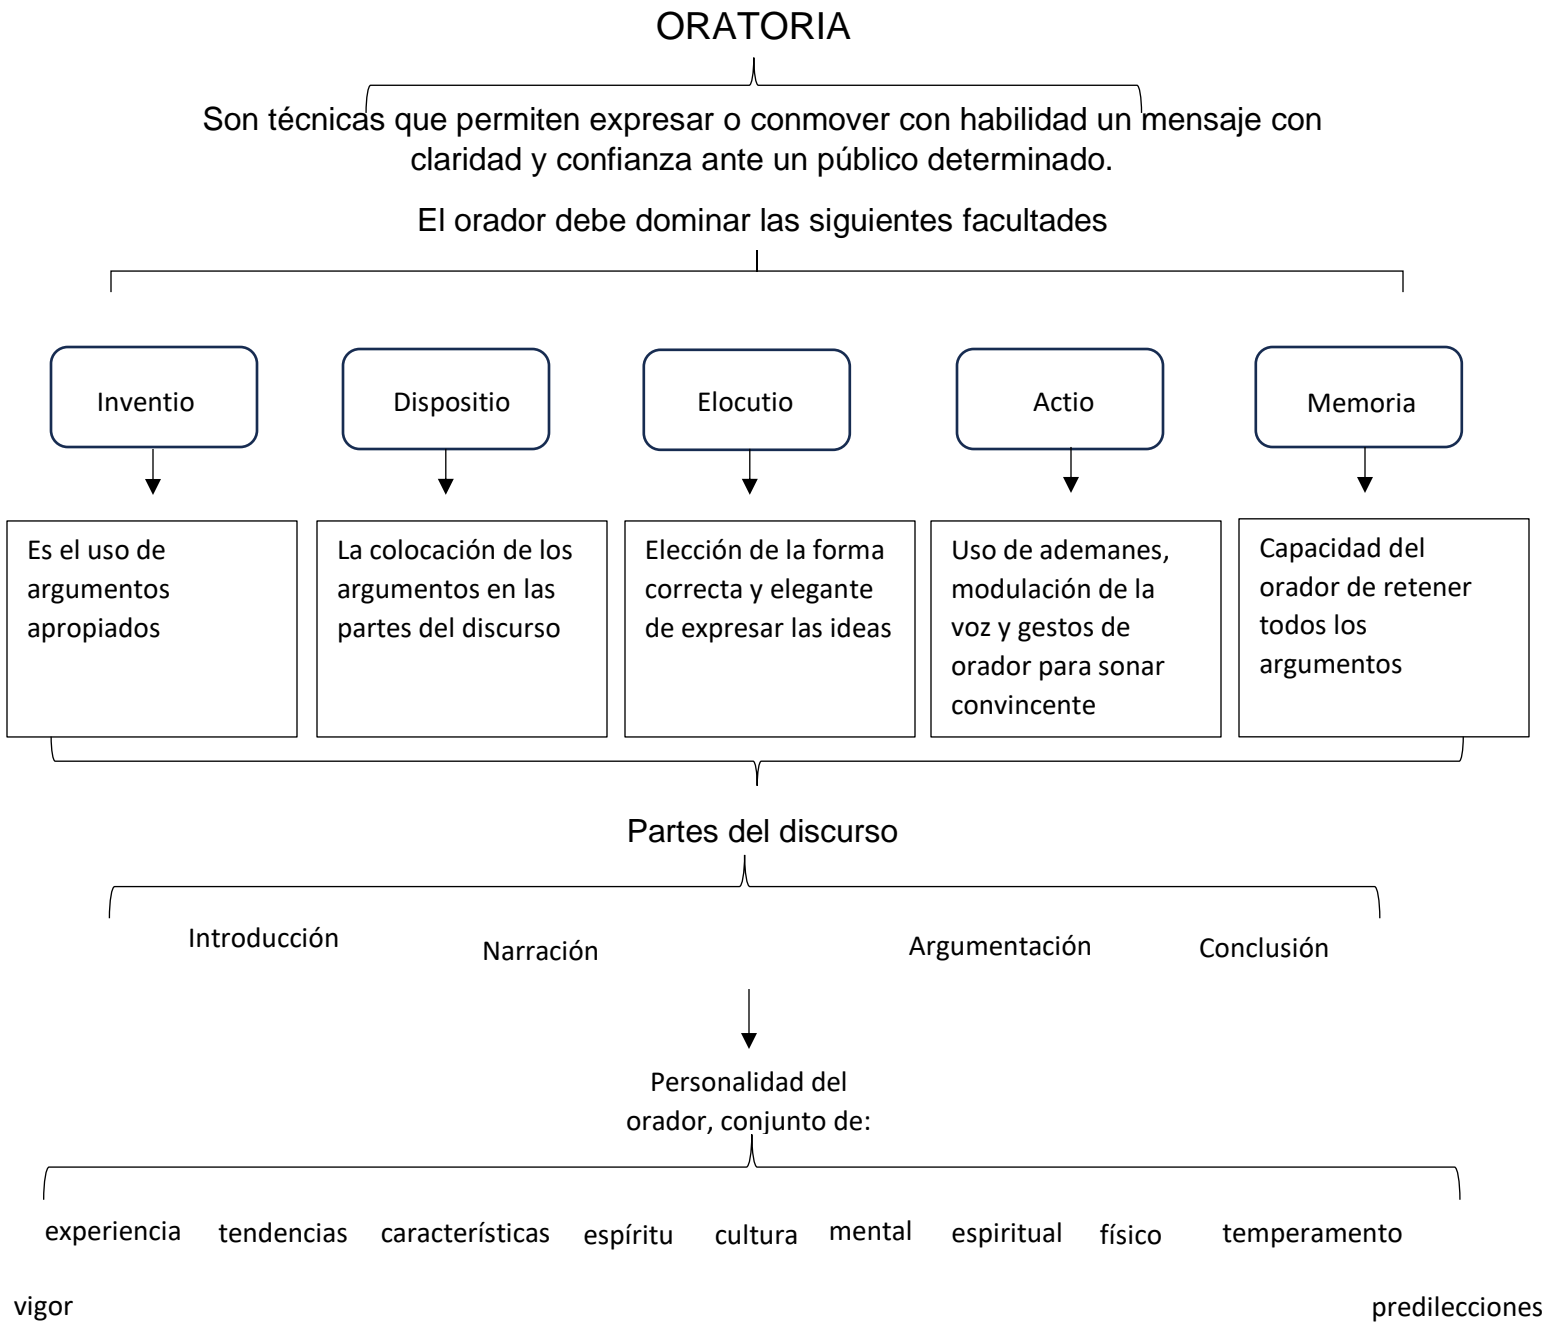 ORATORIA
Son técnicas que permiten expresar o conmover con habilidad un mensaje con
claridad y confianza ante un público determinado.
El orador debe dominar las siguientes facultades
Inventio
Dispositio
Elocutio
Actio
Memoria
Es el uso de
argumentos
apropiados
La colocación de los
argumentos en las
partes del discurso
Elección de la forma
correcta y elegante
de expresar las ideas
Uso de ademanes,
modulación de la
voz y gestos de
orador para sonar
convincente
Capacidad del
orador de retener
todos los
argumentos
Partes del discurso
Introducción
Narración
Argumentación
Conclusión
Personalidad del
orador, conjunto de:
experiencia
tendencias
características
espíritu
cultura
mental
espiritual
físico
temperamento
vigor
predilecciones